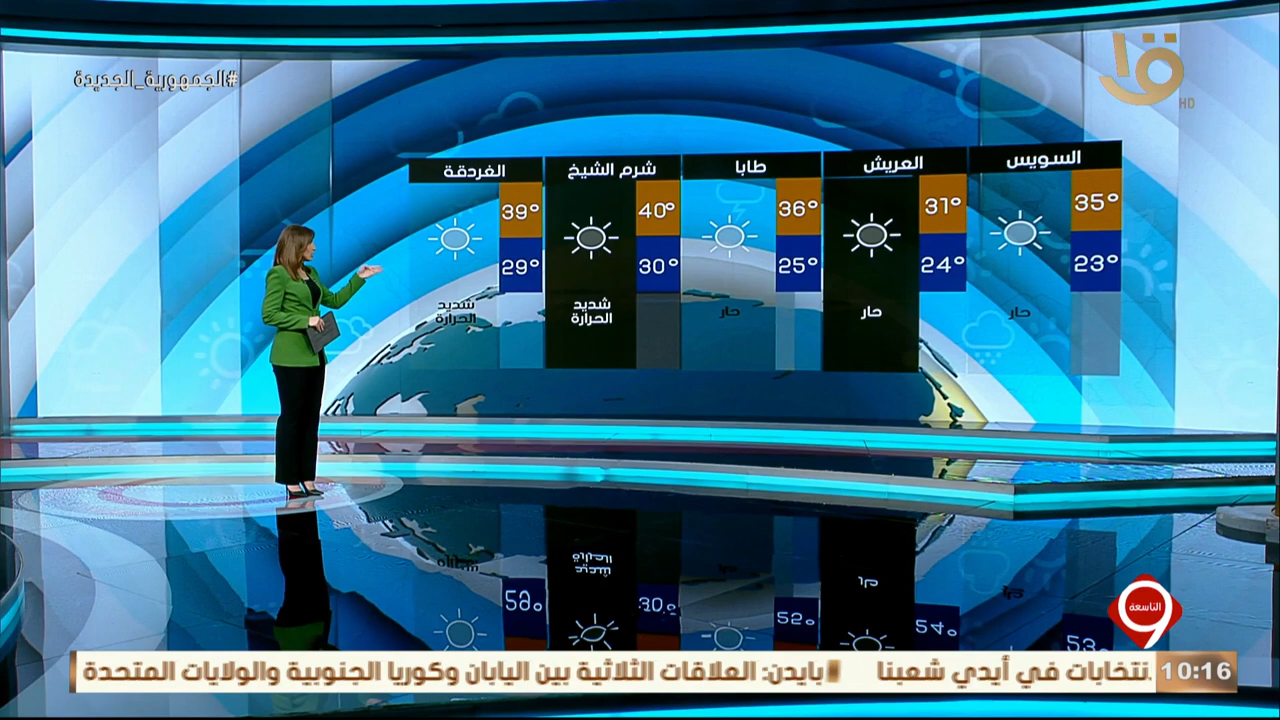 #الجمهورية_الجديدة
HD
السويس
35°
23°
حار
العريش
31°
24°
حار
طابا
36°
25°
حار
شرم الشيخ
40°
30°
شديد
الحرارة
الغردقة
39°
29°
شديد
الحرارة
التاسعة
9
10:16
نتخابات في أيدي شعبنا
بايدن: العلاقات الثلاثية بين اليابان وكوريا الجنوبية والولايات المتحدة